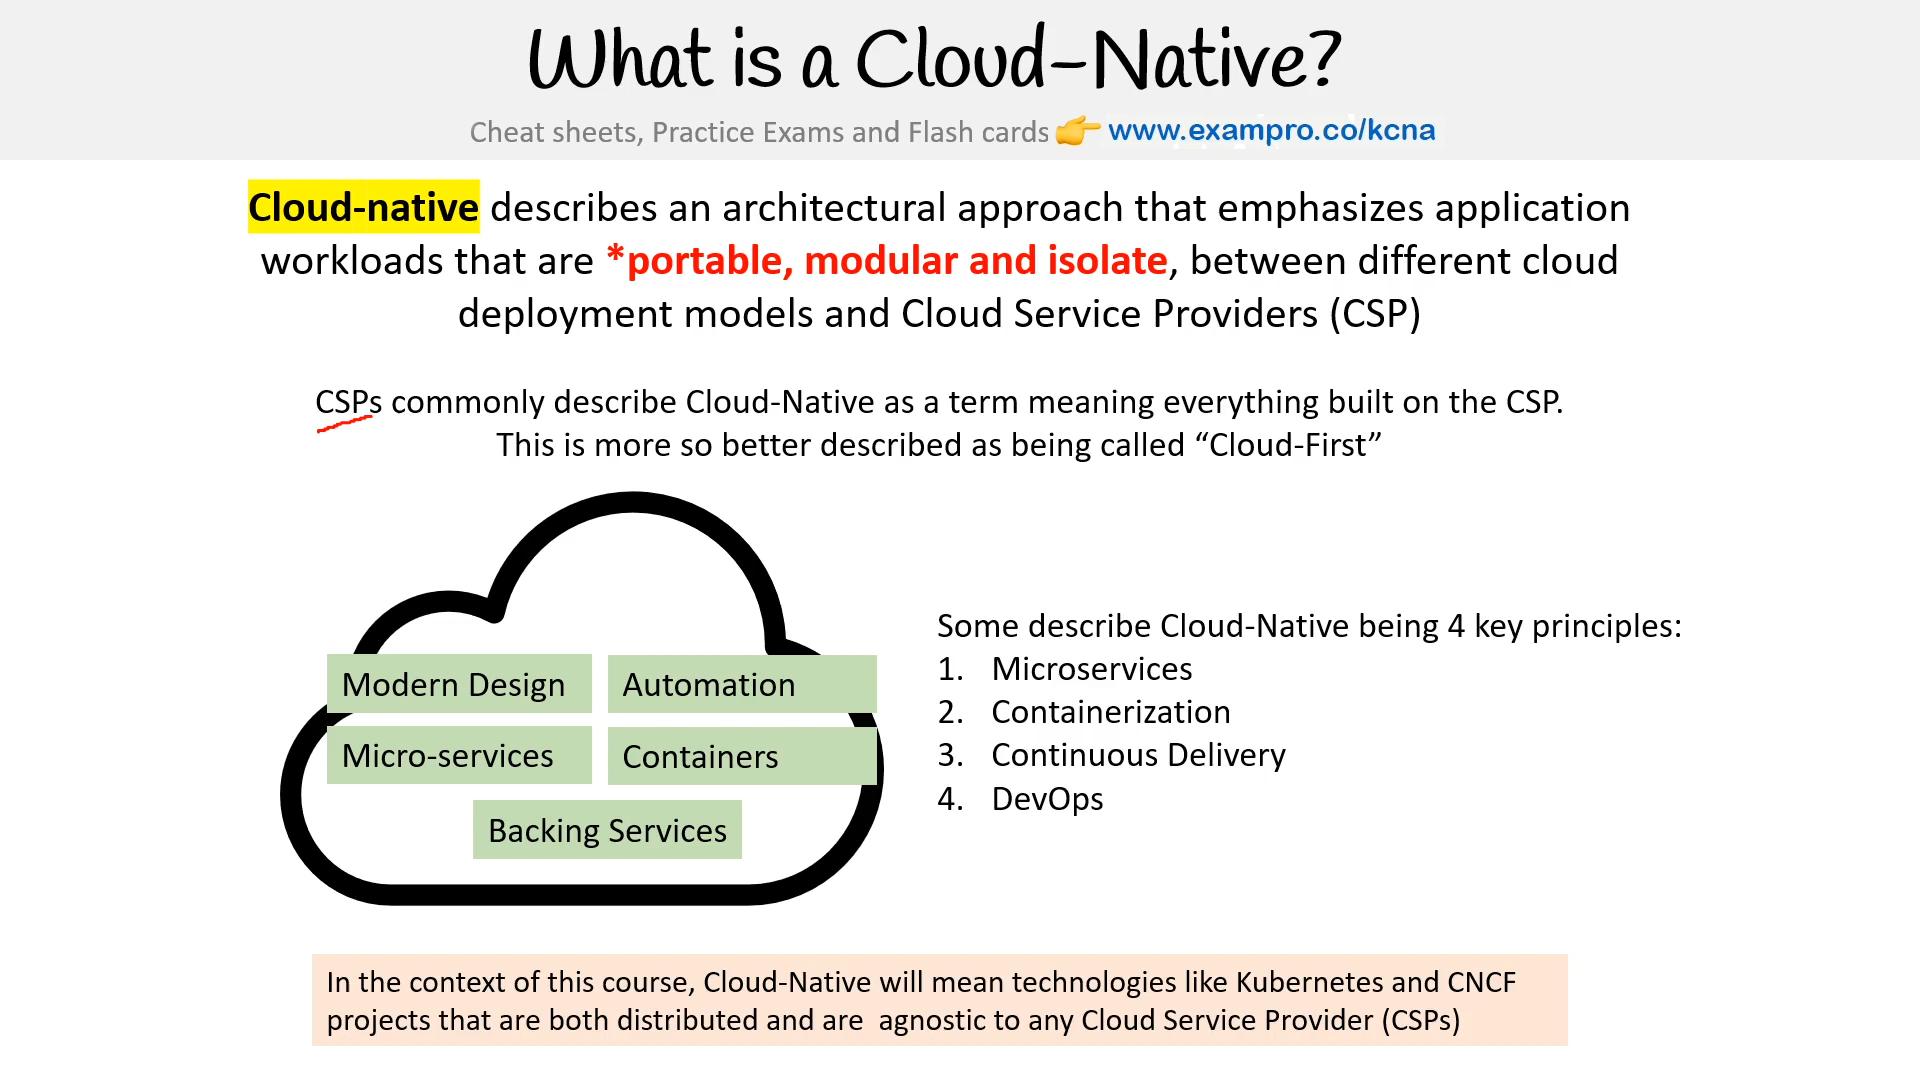 What is a Cloud-Native?
Cheat sheets, Practice Exams and Flash cards 👉 www.exampro.co/kcna
Cloud-native describes an architectural approach that emphasizes application
workloads that are *portable, modular and isolate, between different cloud
deployment models and Cloud Service Providers (CSP)
CSPs commonly describe Cloud-Native as a term meaning everything built on the CSP.
This is more so better described as being called “Cloud-First”
Modern Design
Automation
Micro-services
Containers
Backing Services
Some describe Cloud-Native being 4 key principles:
1. Microservices
2. Containerization
3. Continuous Delivery
4. DevOps
In the context of this course, Cloud-Native will mean technologies like Kubernetes and CNCF
projects that are both distributed and are agnostic to any Cloud Service Provider (CSPs)